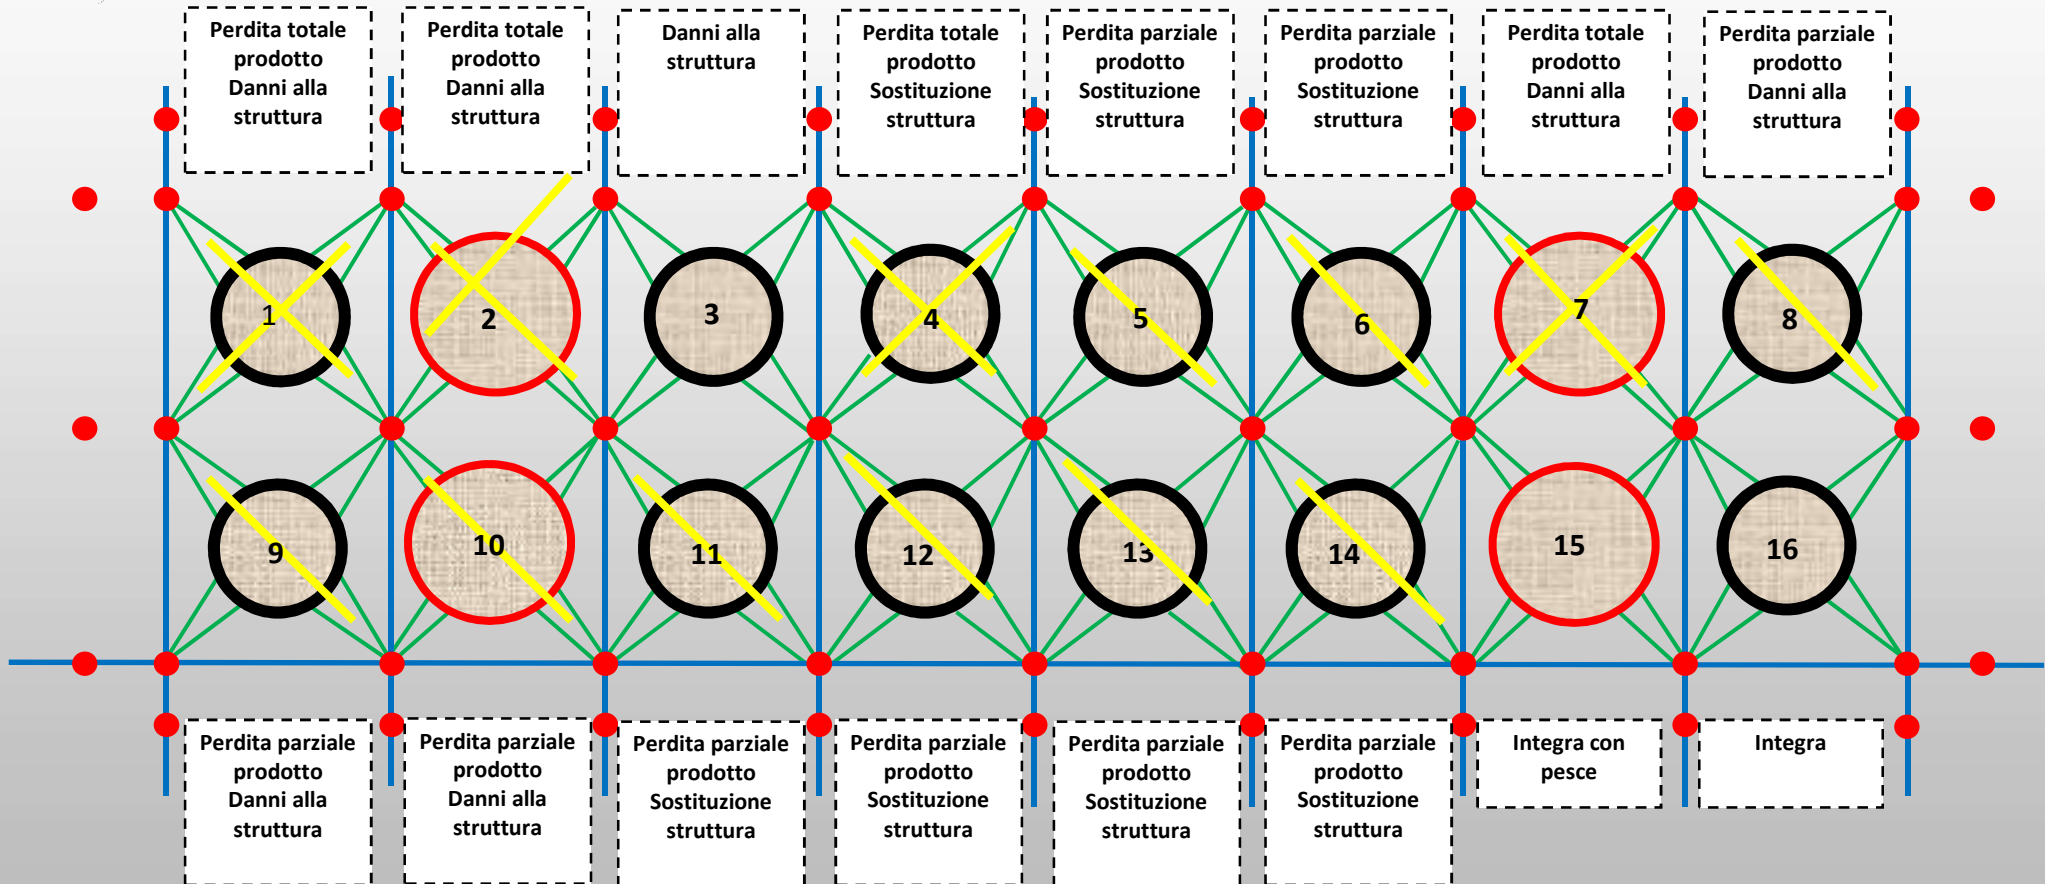 Perdita totale
prodotto
Danni alla
struttura
Perdita totale
prodotto
Danni alla
struttura
Danni alla
struttura
Perdita totale
prodotto
Sostituzione
struttura
Perdita parziale
prodotto
Sostituzione
struttura
Perdita parziale
prodotto
Sostituzione
struttura
Perdita totale
prodotto
Danni alla
struttura
Perdita parziale
prodotto
Danni alla
struttura
1
2
3
4
5
6
7
8
9
10
11
12
13
14
15
16
Perdita parziale
prodotto
Danni alla
struttura
Perdita parziale
prodotto
Danni alla
struttura
Perdita parziale
prodotto
Sostituzione
struttura
Perdita parziale
prodotto
Sostituzione
struttura
Perdita parziale
prodotto
Sostituzione
struttura
Perdita parziale
prodotto
Sostituzione
struttura
Integra con
pesce
Integra